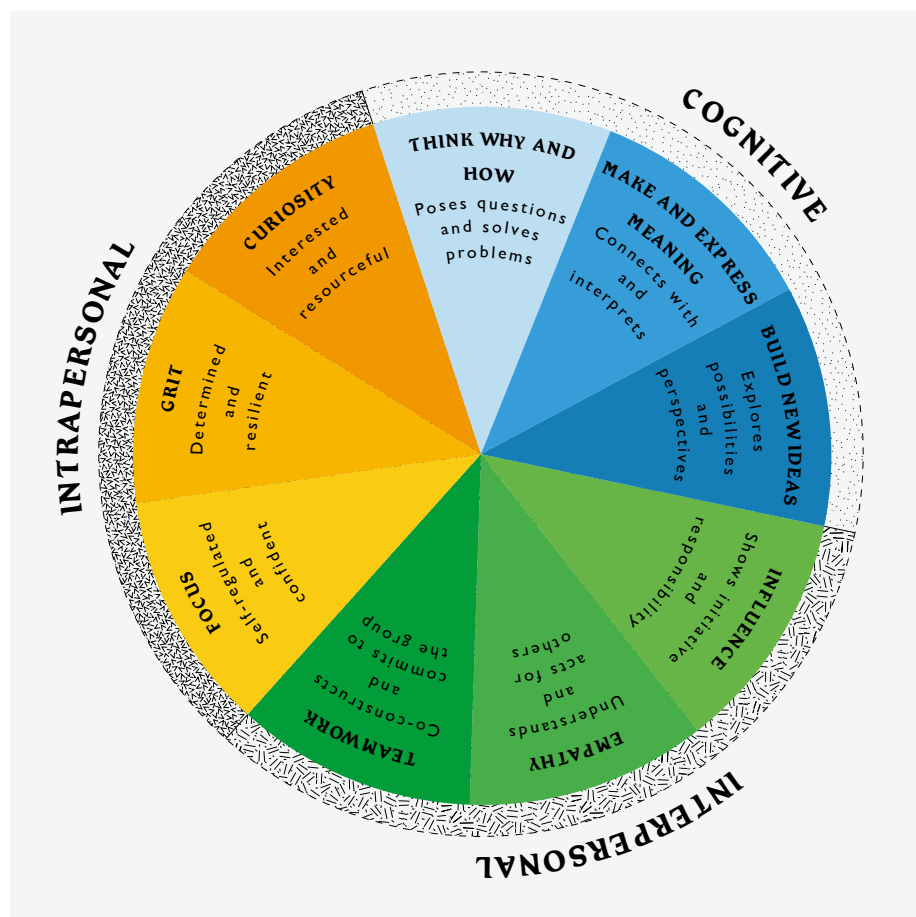 COGNITIVE
THINK WHY AND
HOW
Poses questions
and solves
problems
MAKE AND EXPRESS
MEANING
Connects with
and
interprets
BUILD NEW IDEAS
Explores
possibilities
and
perspectives
INTERPERSONAL
INFLUENCE
Shows initiative
and
responsibility
EMPATHY
Understands
and
acts for
others
TEAMWORK
Co-constructs
and
commits to
the group
INTRAPERSONAL
FOCUS
Self-regulated
and
confident
GRIT
Determined
and
resilient
CURIOSITY
Interested
and
resourceful